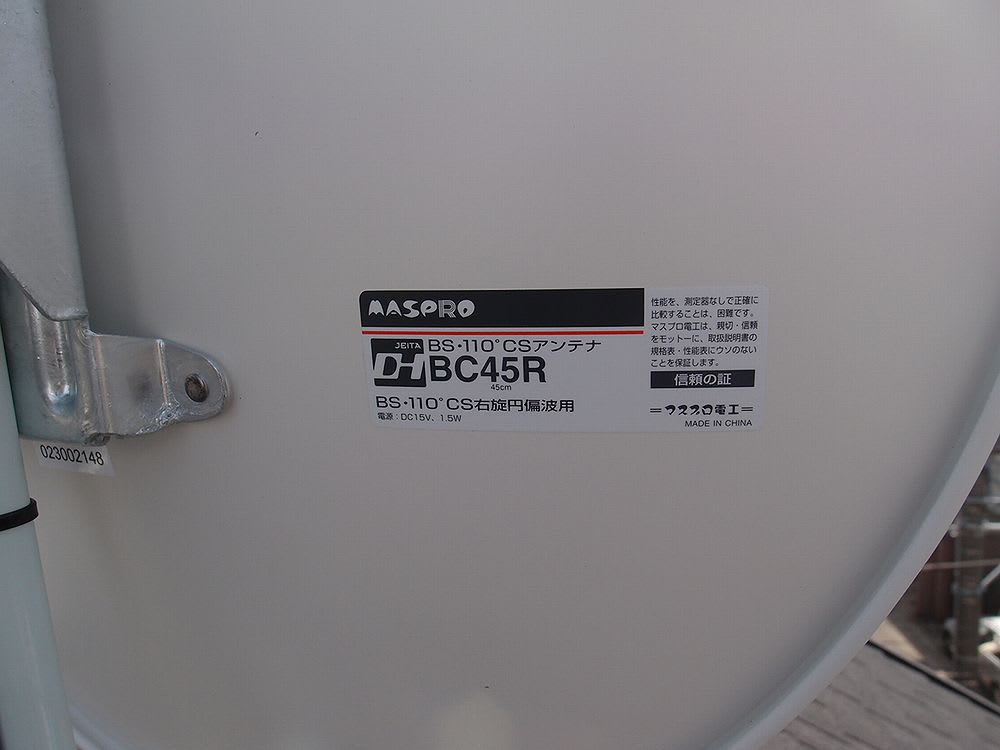 MASPRO
JEITA
DH
BS・110°CSアンテナ
BC45R
45cm
BS・110°CS右旋円偏波用
電源：DC15V、1.5W
性能を、測定器なしで正確に
比較することは、困難です。
マスプロ電工は、親切・信頼
をモットーに、取扱説明書の
規格表・性能表にウソのない
ことを保証します。
信頼の証
=マスプロ電工=
MADE IN CHINA
023002148